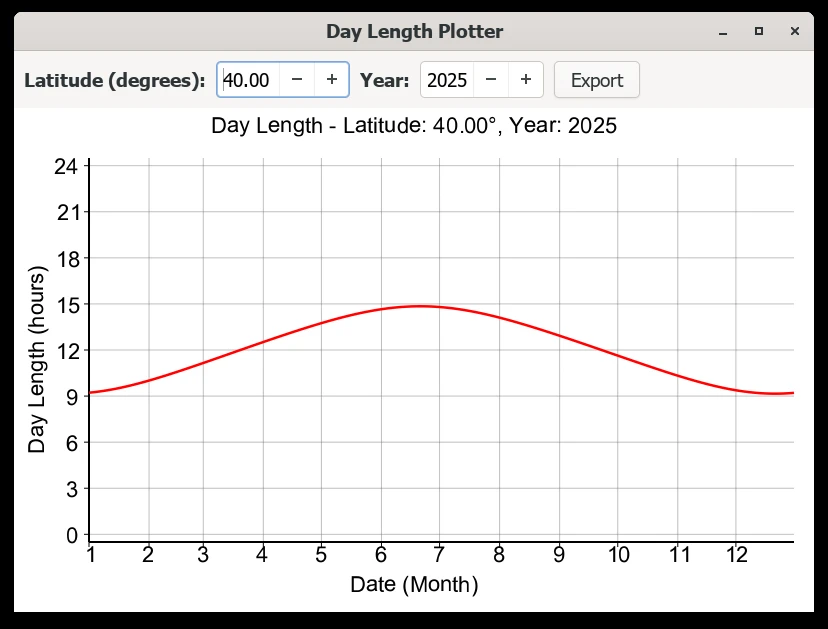 Day Length Plotter
Latitude (degrees): 40.00 − + Year: 2025 − + Export
Day Length - Latitude: 40.00°, Year: 2025
24
21
18
15
12
9
6
3
0
Day Length (hours)
1 2 3 4 5 6 7 8 9 10 11 12
Date (Month)